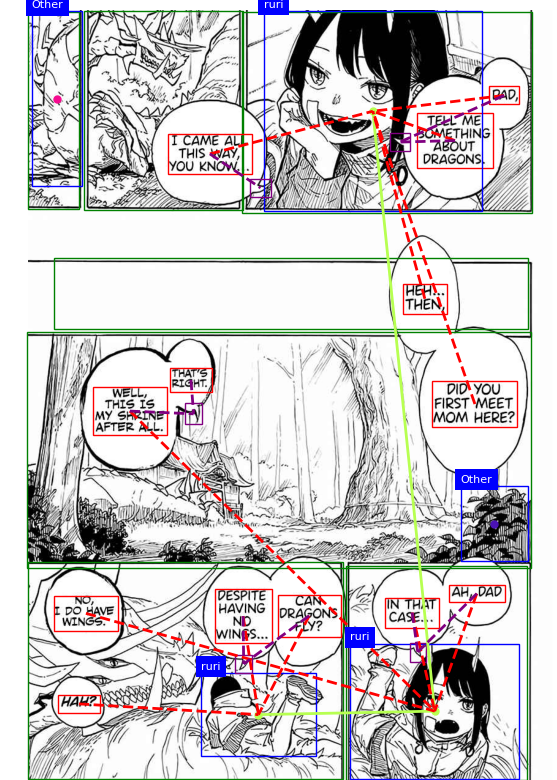 Other
ruri
DAD,
TELL ME
SOMETHING
ABOUT
DRAGONS.
I CAME ALL
THIS WAY,
YOU KNOW.
HEH...
THEN,
DID YOU
FIRST MEET
MOM HERE?
THAT'S
RIGHT.
WELL,
THIS IS
MY SHRINE
AFTER ALL.
Other
AH, DAD
IN THAT
CASE...
ruri
CAN
DRAGONS
FLY?
DESPITE
HAVING
NO
WINGS...
ruri
NO,
I DO HAVE
WINGS.
HAH?